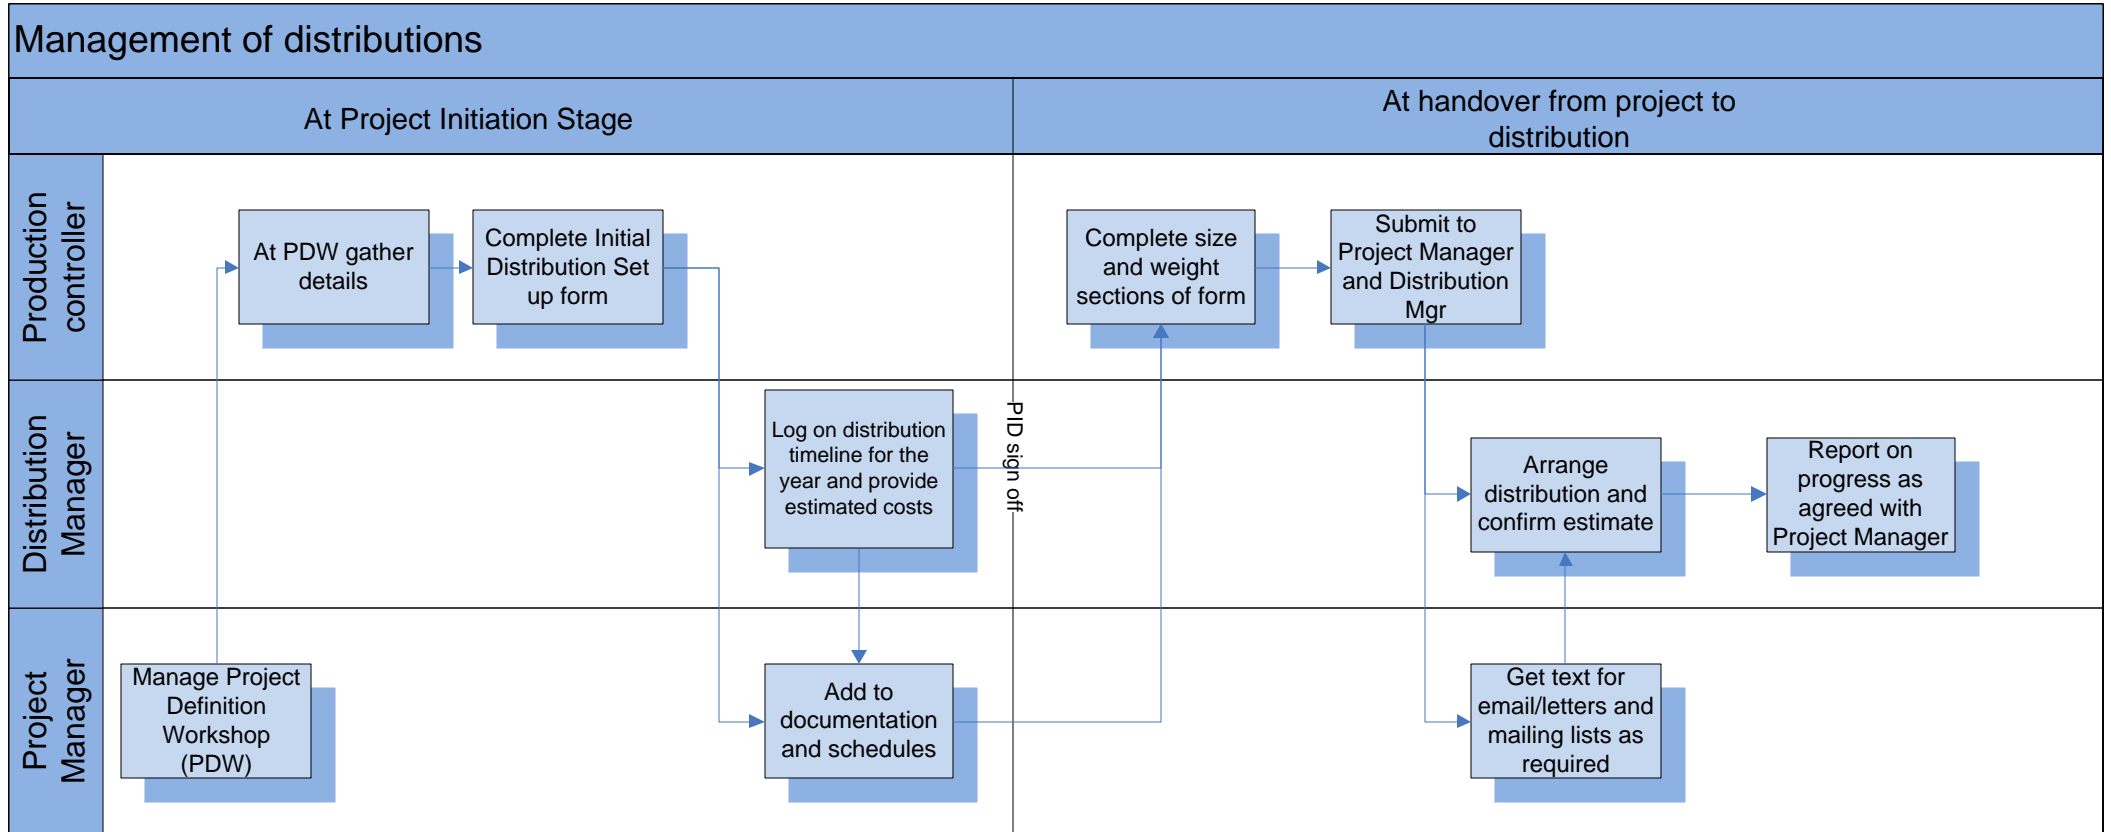 Management of distributions
At Project Initiation Stage
At handover from project to
distribution
Production
controller
At PDW gather
details
Complete Initial
Distribution Set
up form
Complete size
and weight
sections of form
Submit to
Project Manager
and Distribution
Mgr
Distribution
Manager
Log on distribution
timeline for the
year and provide
estimated costs
PID sign off
Arrange
distribution and
confirm estimate
Report on
progress as
agreed with
Project Manager
Project
Manager
Manage Project
Definition
Workshop
(PDW)
Add to
documentation
and schedules
Get text for
email/letters and
mailing lists as
required